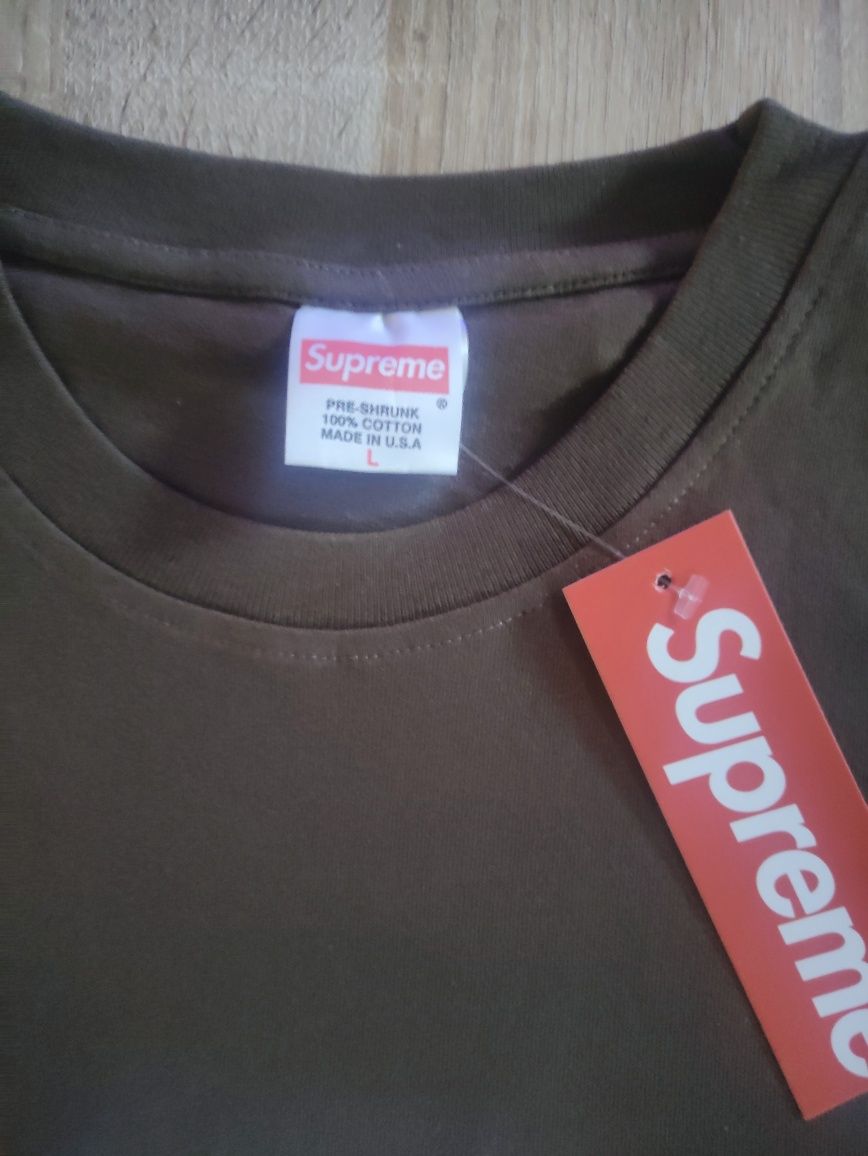 Supreme
®
PRE-SHRUNK
100% COTTON
MADE IN U.S.A
L
Supreme